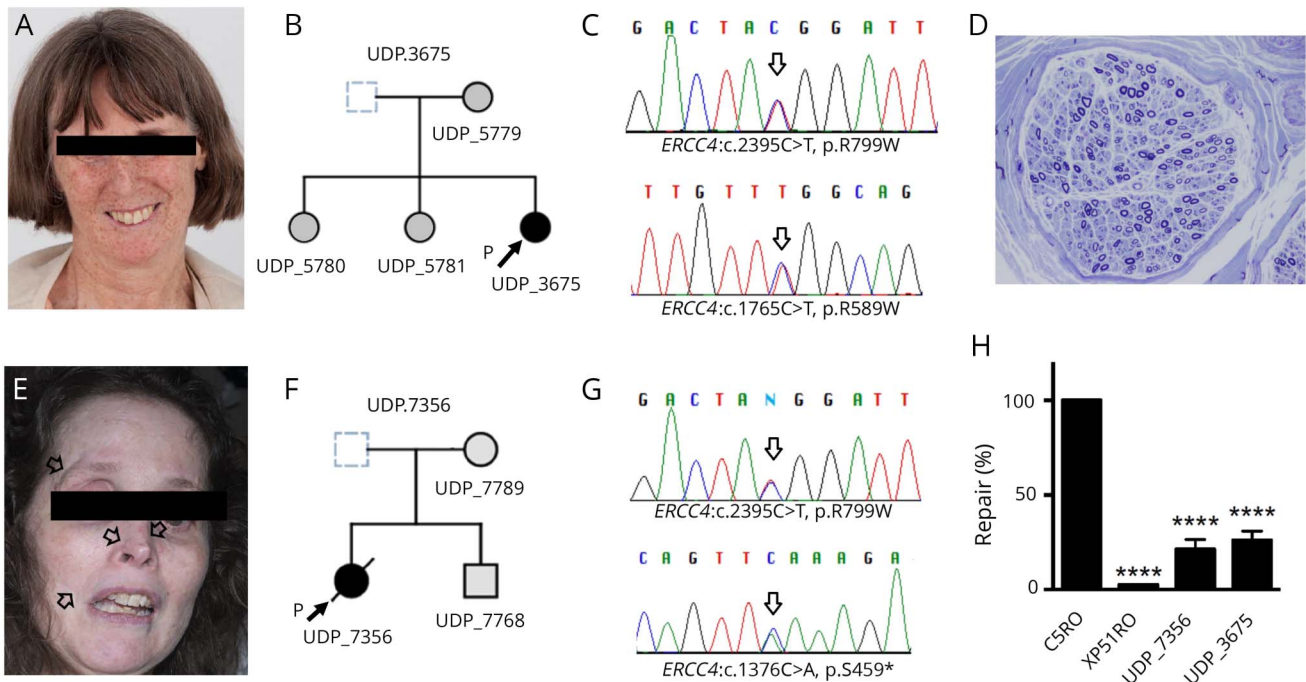 A
B
UDP.3675
UDP_5779
UDP_5780
UDP_5781
P
UDP_3675
C
G A C T A C G G A T T
ERCC4:c.2395C>T, p.R799W
T T G T T T G G C A G
ERCC4:c.1765C>T, p.R589W
D
E
F
UDP.7356
UDP_7789
P
UDP_7356
UDP_7768
G
G A C T A N G G A T T
ERCC4:c.2395C>T, p.R799W
C A G T T C A A A G A
ERCC4:c.1376C>A, p.S459*
H
Repair (%)
100
50
0
****
****
****
C5RO
XP51RO
UDP_7356
UDP_3675